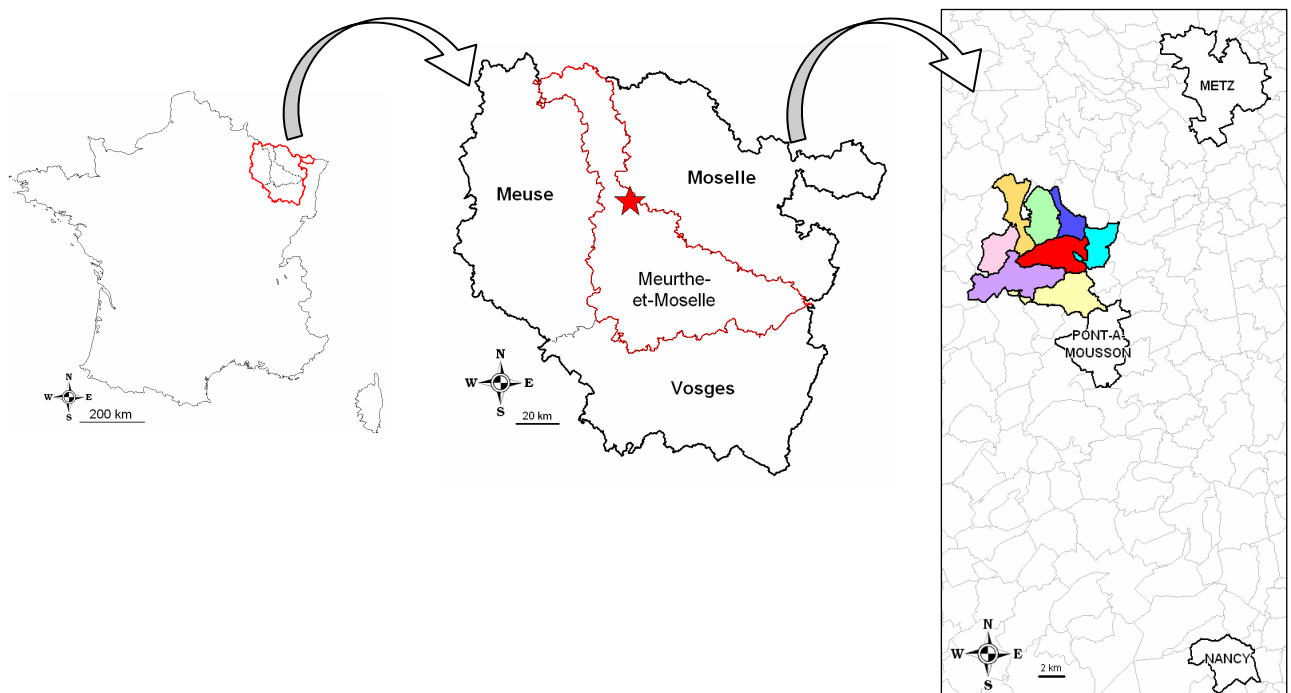 N
W E
S
200 km
Meuse
Moselle
Meurthe-
et-Moselle
Vosges
N
W E
S
20 km
METZ
PONT-A-
MOUSSON
NANCY
N
W E
S
2 km